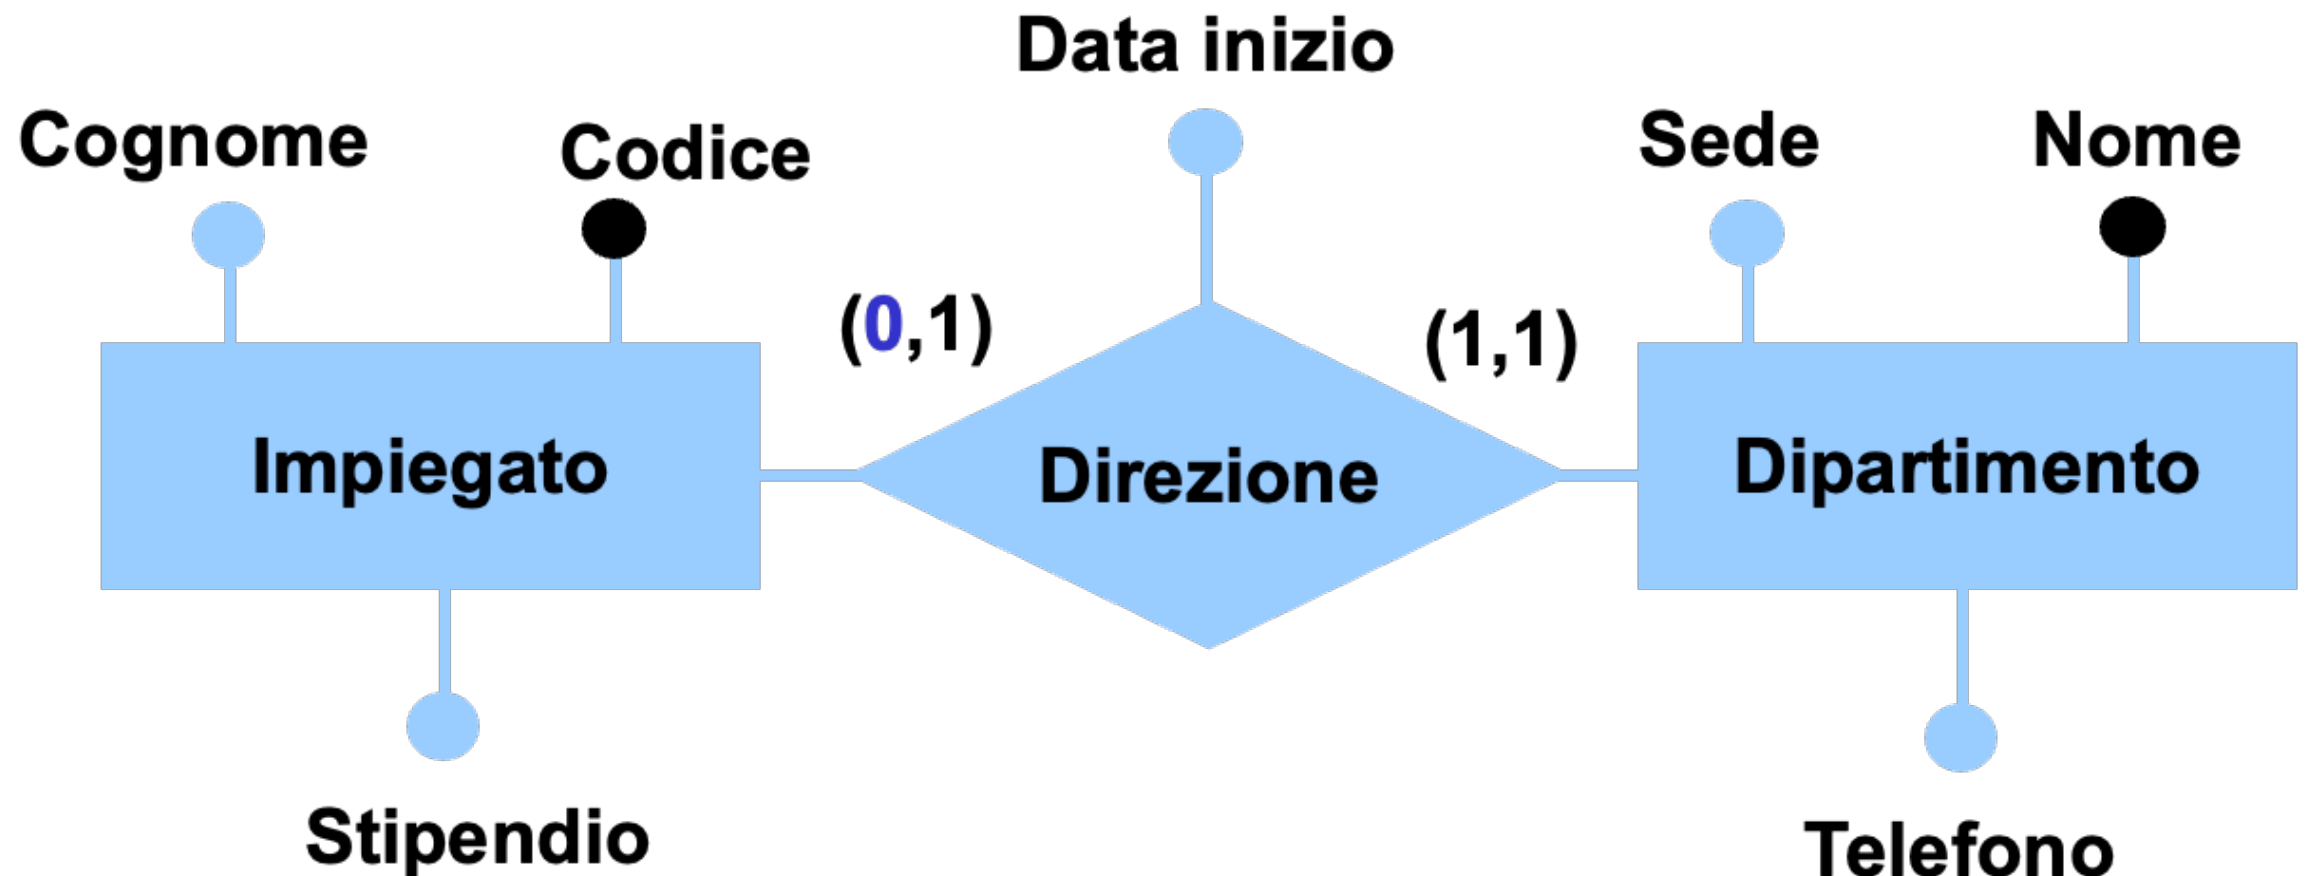 Data inizio
Cognome
Codice
Sede
Nome
(0,1)
(1,1)
Impiegato
Direzione
Dipartimento
Stipendio
Telefono